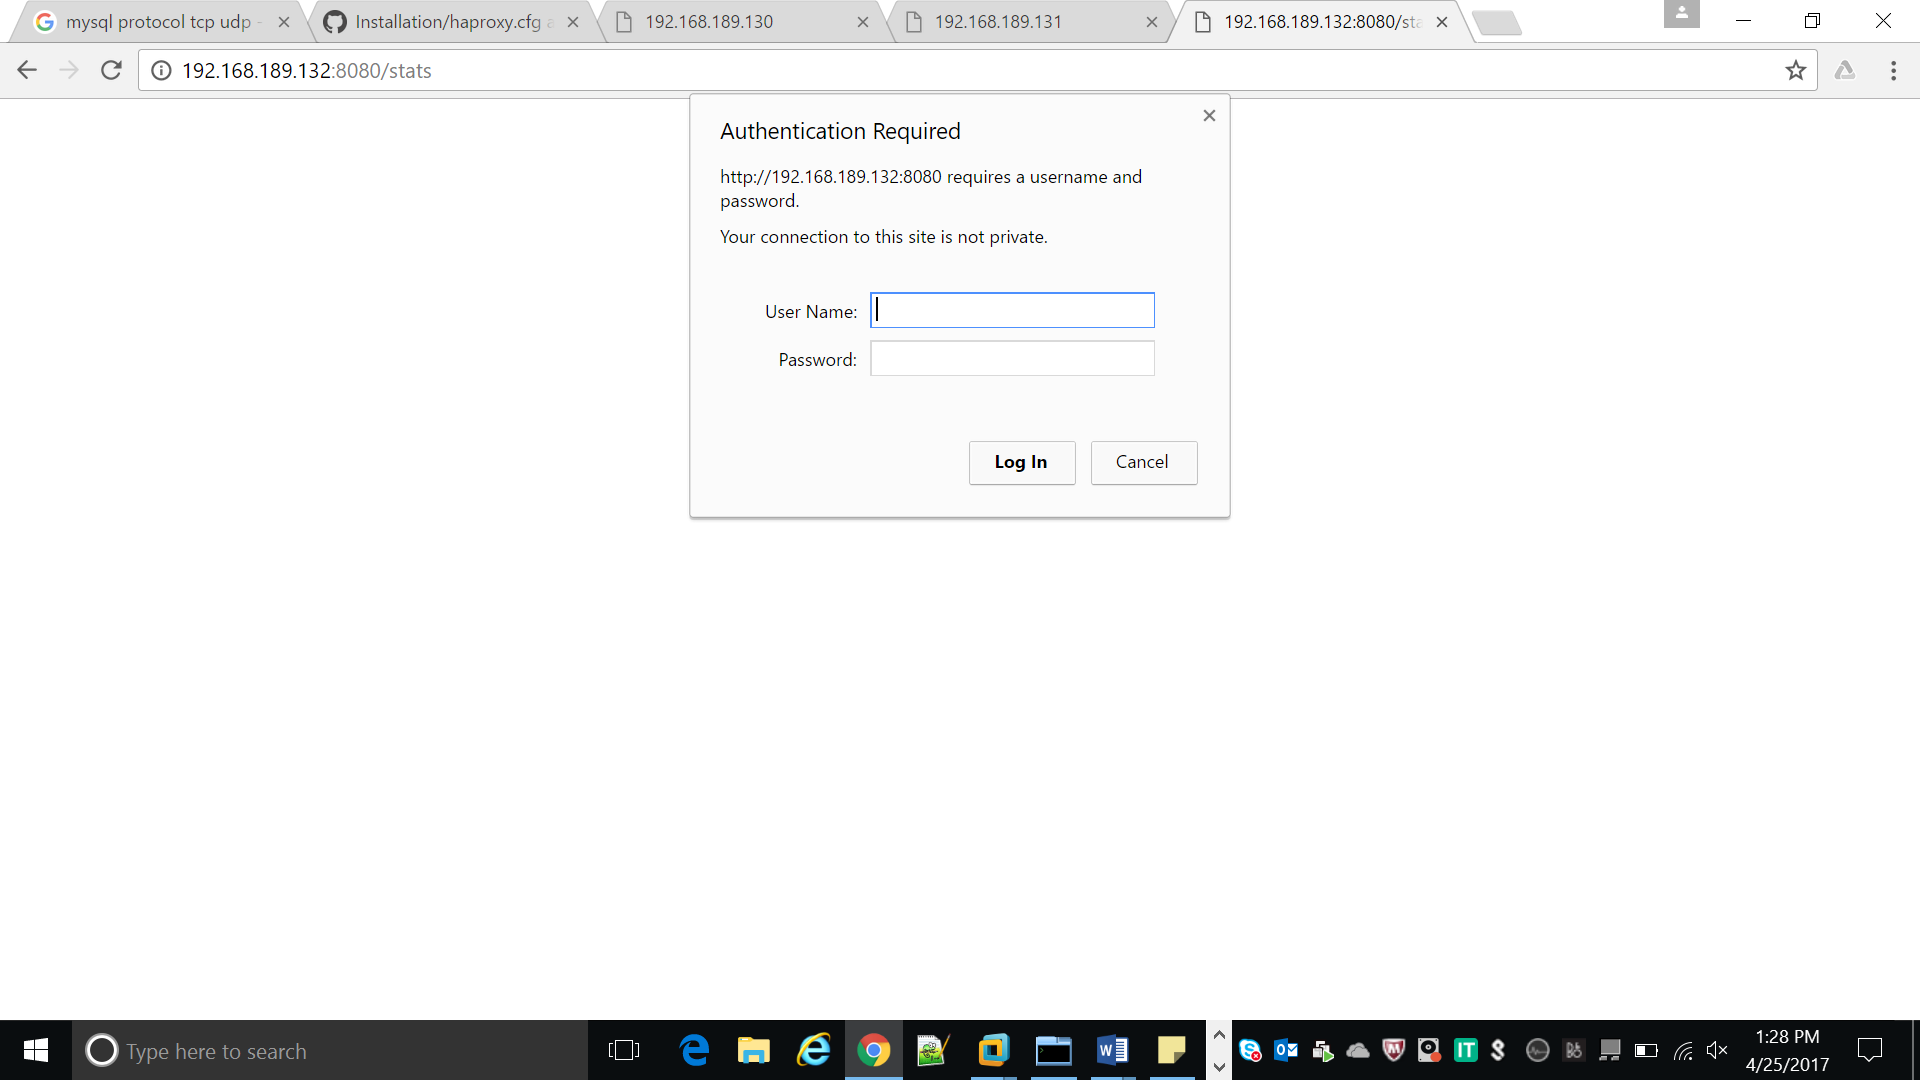 mysql protocol tcp udp -
Installation/haproxy.cfg a
192.168.189.130
192.168.189.131
192.168.189.132:8080/sta
192.168.189.132:8080/stats
Authentication Required
http://192.168.189.132:8080 requires a username and
password.
Your connection to this site is not private.
User Name:
Password:
Log In
Cancel
Type here to search
IT
1:28 PM
4/25/2017